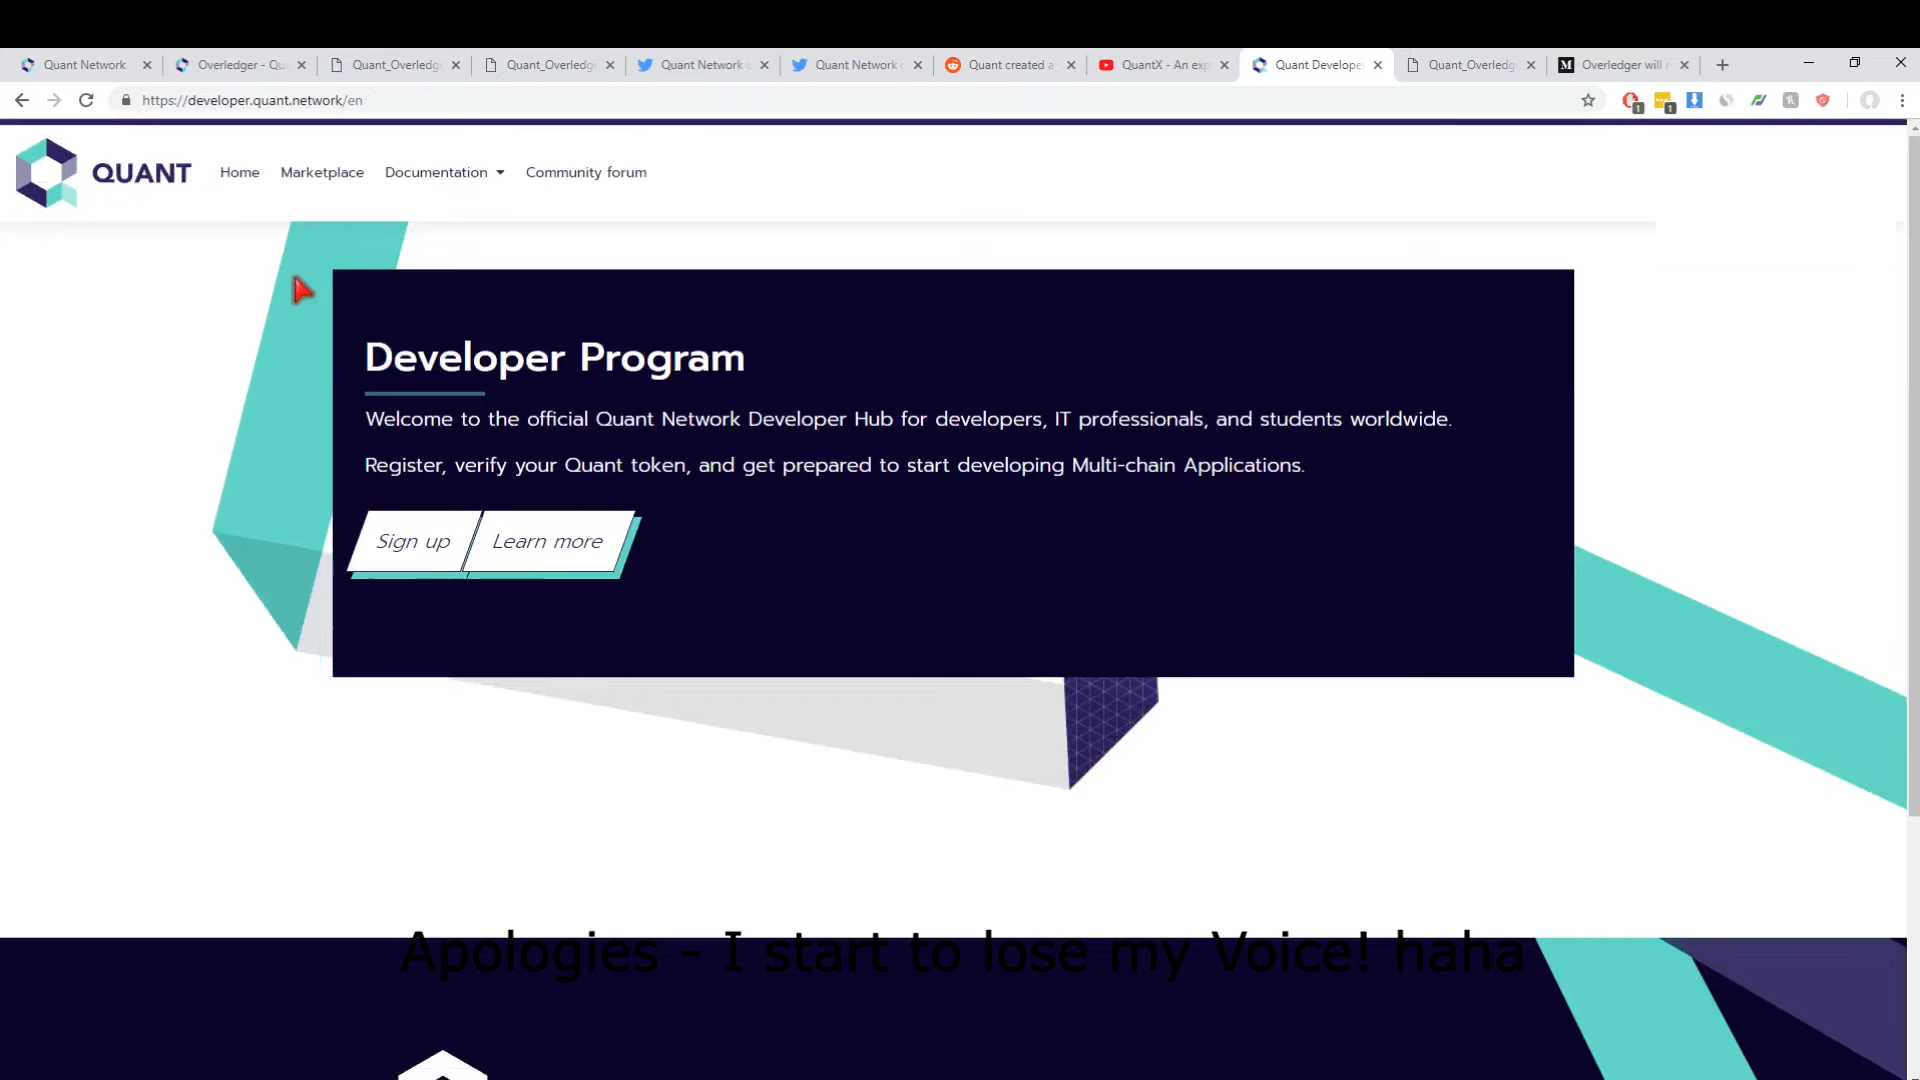 Quant Network
Overledger - Qu
Quant_Overledg
Quant_Overledg
Quant Network
Quant Network
Quant created a
QuantX - An exp
Quant Develope
Quant_Overledg
Overledger will
https://developer.quant.network/en
1
1
QUANT
Home
Marketplace
Documentation
Community forum
Developer Program
Welcome to the official Quant Network Developer Hub for developers, IT professionals, and students worldwide.
Register, verify your Quant token, and get prepared to start developing Multi-chain Applications.
Sign up
Learn more
Apologies - I start to lose my Voice! haha